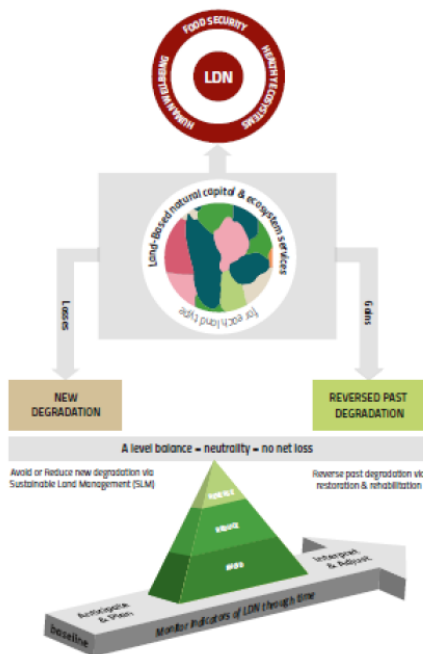 FOOD SECURITY
HUMAN WELLBEING
HEALTHY ECOSYSTEMS
LDN
Land-Based natural capital & ecosystem services
for each land type
Losses
Gains
NEW
DEGRADATION
REVERSED PAST
DEGRADATION
A level balance = neutrality = no net loss
Avoid or Reduce new degradation via
Sustainable Land Management (SLM)
Reverse past degradation via
restoration & rehabilitation
REVERSE
REDUCE
AVOID
Anticipate
& Plan
Interpret
& Adjust
baseline
Monitor Indicators of LDN through time